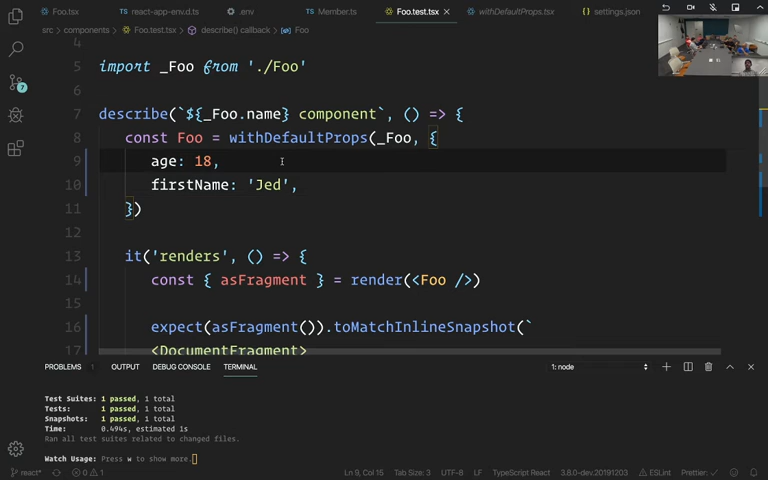 Foo.tsx react-app-env.d.ts .env Member.ts Foo.test.tsx withDefaultProps.tsx settings.json
src › components › Foo.test.tsx › describe() callback › Foo
4
5 import _Foo from './Foo'
6
7 describe(`${_Foo.name} component`, () => {
8 const Foo = withDefaultProps(_Foo, {
9 age: 18,
10 firstName: 'Jed',
11 })
12
13 it('renders', () => {
14 const { asFragment } = render(<Foo />)
15
16 expect(asFragment()).toMatchInlineSnapshot(`
17 <DocumentFragment>
PROBLEMS 1 OUTPUT DEBUG CONSOLE TERMINAL 1: node
Test Suites: 1 passed, 1 total
Tests: 1 passed, 1 total
Snapshots: 1 passed, 1 total
Time: 0.494s, estimated 1s
Ran all test suites related to changed files.
Watch Usage: Press w to show more.
react* 0 1 Ln 9, Col 15 Tab Size: 3 UTF-8 LF TypeScript React 3.8.0-dev.20191203 ESLint Prettier: ✓
7